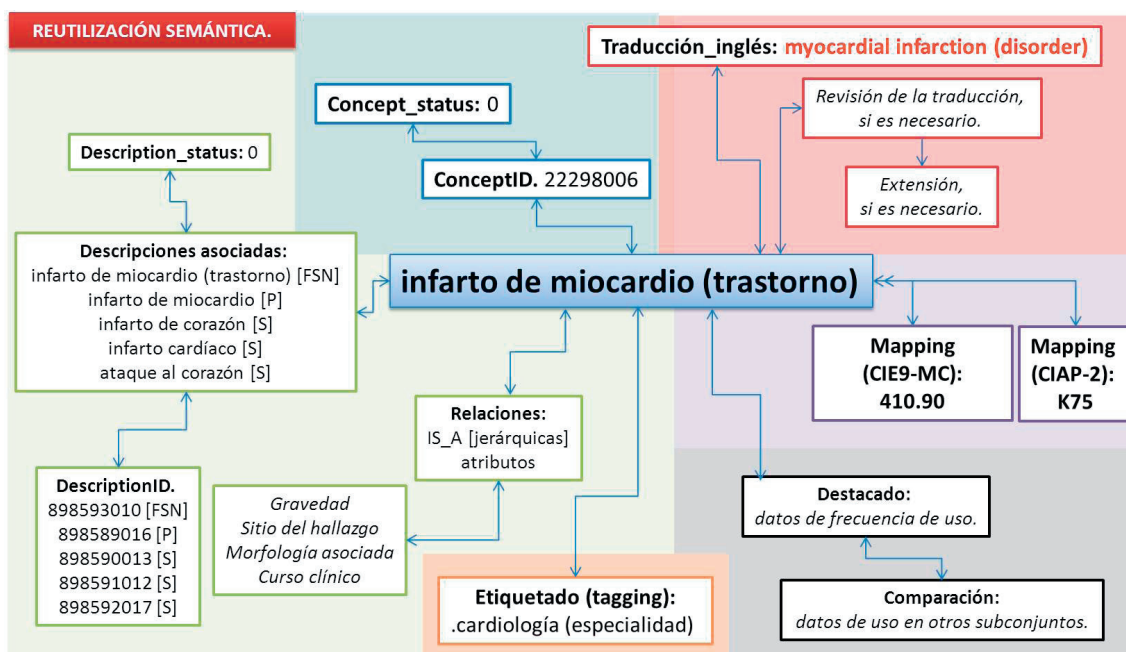 REUTILIZACIÓN SEMÁNTICA.
Traducción_inglés: myocardial infarction (disorder)
Revisión de la traducción,
si es necesario.
Extensión,
si es necesario.
Concept_status: 0
ConceptID. 22298006
Description_status: 0
Descripciones asociadas:
infarto de miocardio (trastorno) [FSN]
infarto de miocardio [P]
infarto de corazón [S]
infarto cardíaco [S]
ataque al corazón [S]
infarto de miocardio (trastorno)
Mapping
(CIE9-MC):
410.90
Mapping
(CIAP-2):
K75
Relaciones:
IS_A [jerárquicas]
atributos
DescriptionID.
898593010 [FSN]
898589016 [P]
898590013 [S]
898591012 [S]
898592017 [S]
Gravedad
Sitio del hallazgo
Morfología asociada
Curso clínico
Etiquetado (tagging):
.cardiología (especialidad)
Destacado:
datos de frecuencia de uso.
Comparación:
datos de uso en otros subconjuntos.